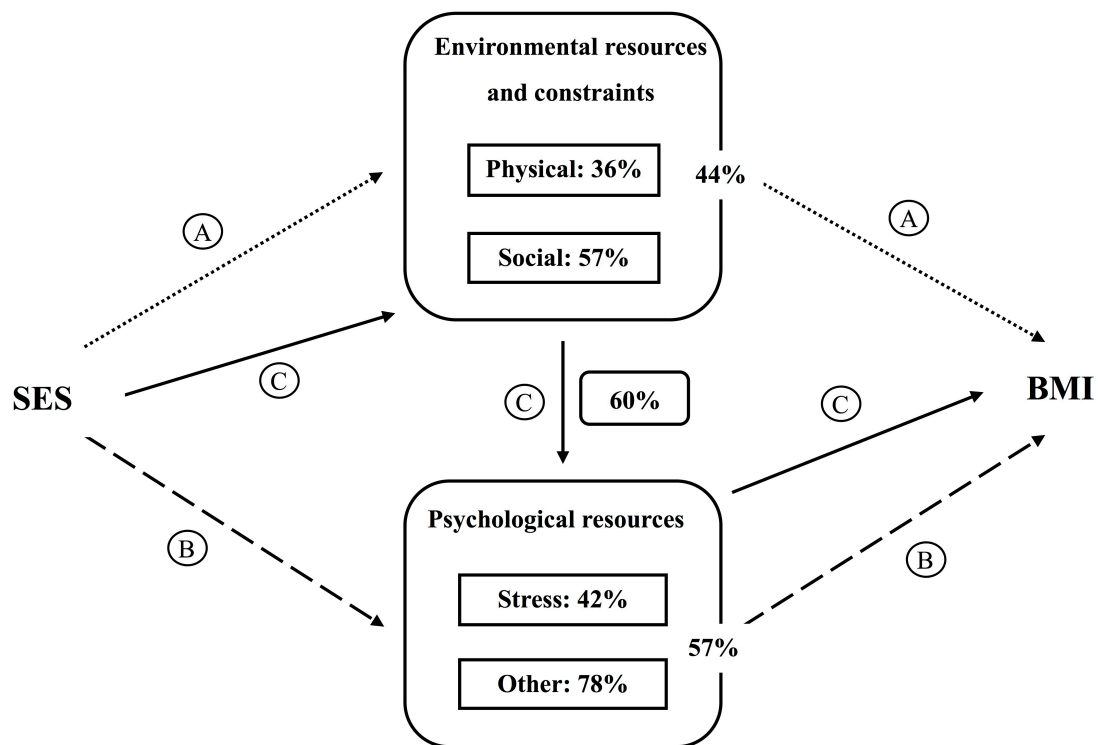 Environmental resources
and constraints
Physical: 36%
44%
Social: 57%
A
A
C
SES
C
60%
C
BMI
B
Psychological resources
Stress: 42%
57%
Other: 78%
B